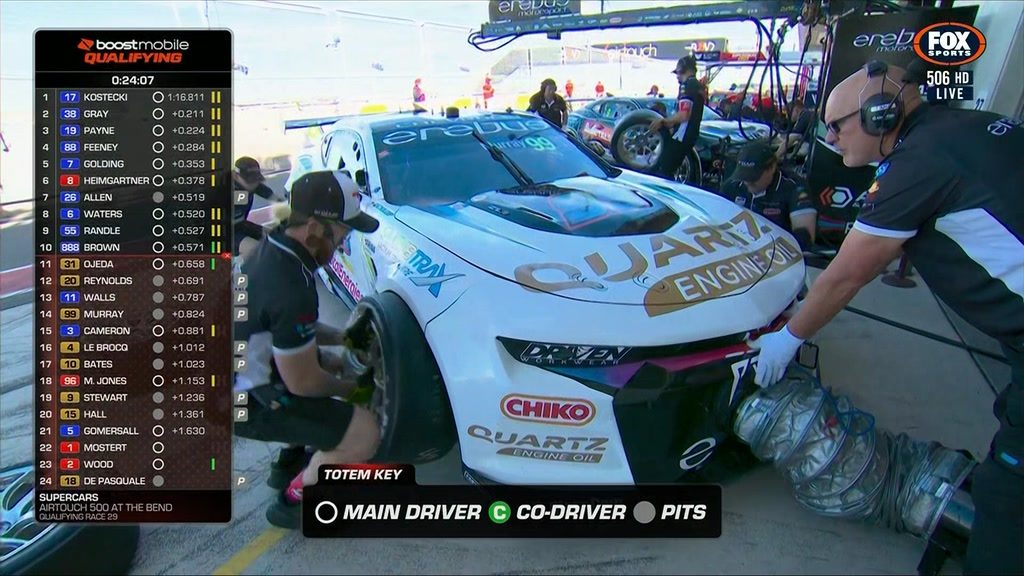 boostmobile
QUALIFYING
0:24:07
1 17 KOSTECKI 1:16.811
2 38 GRAY +0.211
3 19 PAYNE +0.224
4 88 FEENEY +0.284
5 7 GOLDING +0.353
6 8 HEIMGARTNER +0.378
7 26 ALLEN +0.519 P
8 6 WATERS +0.520
9 55 RANDLE +0.527
10 888 BROWN +0.571
11 31 OJEDA +0.658
12 20 REYNOLDS +0.691 P
13 11 WALLS +0.787 P
14 99 MURRAY +0.824 P
15 3 CAMERON +0.881
16 4 LE BROCQ +1.012 P
17 10 BATES +1.023 P
18 96 M. JONES +1.153
19 9 STEWART +1.236 P
20 15 HALL +1.361 P
21 5 GOMERSALL +1.630
22 1 MOSTERT
23 2 WOOD
24 18 DE PASQUALE P
SUPERCARS
AIRTOUCH 500 AT THE BEND
QUALIFYING RACE 29
erebus
motorsport
erebus
FOX
SPORTS
506 HD
LIVE
erebus
Murray 99
TRAX
QUARTZ
ENGINE OIL
DRIVEN
CHIKO
QUARTZ
ENGINE OIL
TOTEM KEY
MAIN DRIVER C CO-DRIVER PITS